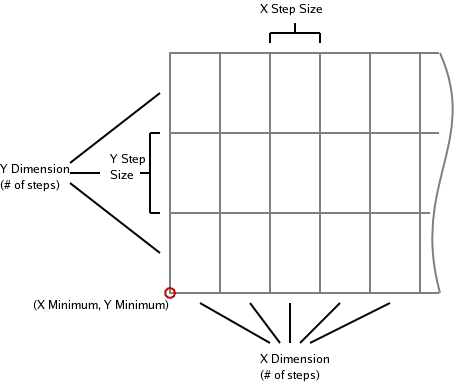 X Step Size
Y Step
Size
Y Dimension
(# of steps)
(X Minimum, Y Minimum)
X Dimension
(# of steps)